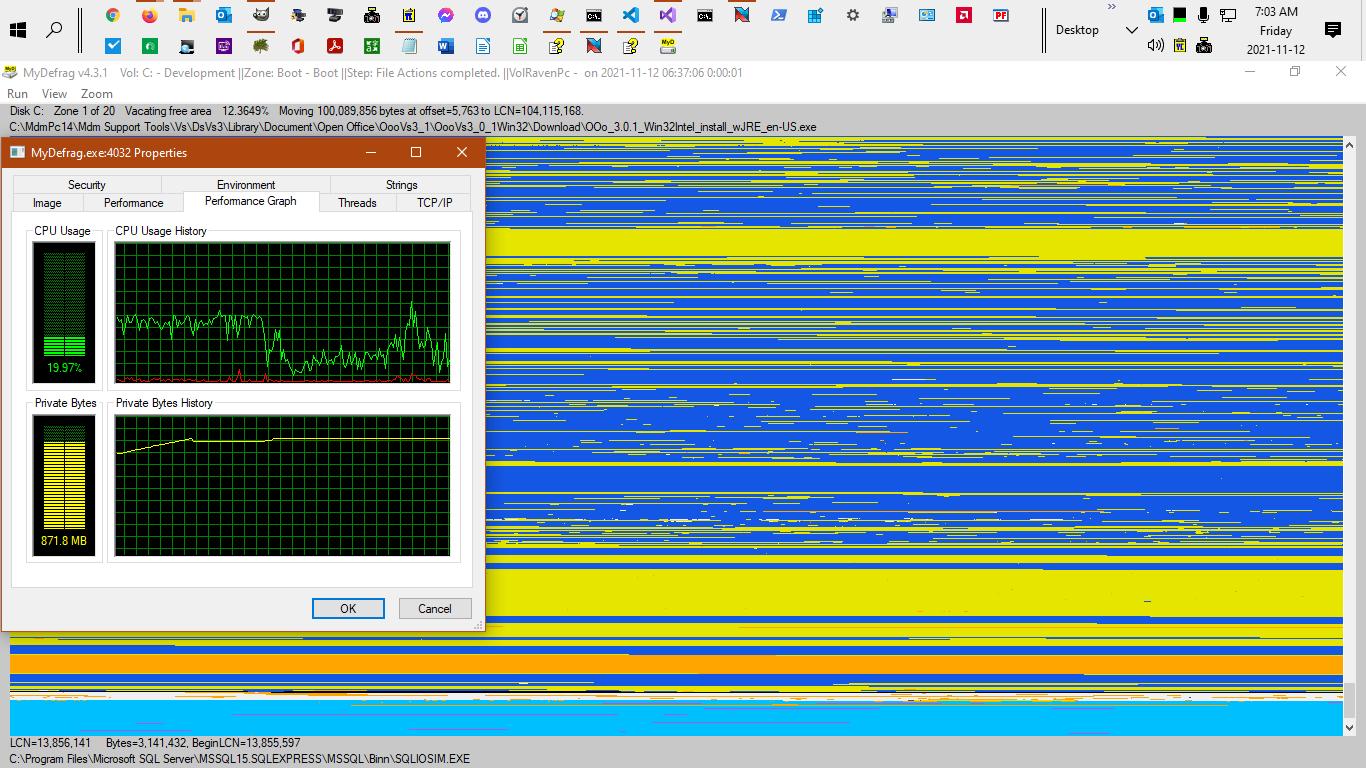 7:03 AM
Desktop
Friday
2021-11-12
MyDefrag v4.3.1 Vol: C: - Development ||Zone: Boot - Boot ||Step: File Actions completed. ||VolRavenPc - on 2021-11-12 06:37:06 0:00:01
Run View Zoom
Disk C: Zone 1 of 20 Vacating free area 12.3649% Moving 100,089,856 bytes at offset=5,763 to LCN=104,115,168.
C:\MdmPc14\Mdm Support Tools\Vs\DsVs3\Library\Document\Open Office\OooVs3_1\OooVs3_0_1Win32\Download\OOo_3.0.1_Win32Intel_install_wJRE_en-US.exe
MyDefrag.exe:4032 Properties
Security Environment Strings
Image Performance Performance Graph Threads TCP/IP
CPU Usage CPU Usage History
19.97%
Private Bytes Private Bytes History
871.8 MB
OK Cancel
LCN=13,856,141 Bytes=3,141,432, BeginLCN=13,855,597
C:\Program Files\Microsoft SQL Server\MSSQL15.SQLEXPRESS\MSSQL\Binn\SQLIOSIM.EXE